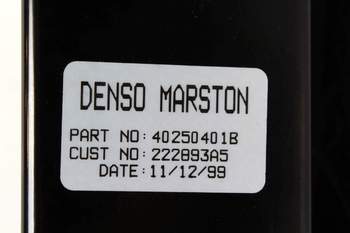 DENSO MARSTON
PART NO: 40250401B
CUST NO: 222893A5
DATE: 11/12/99